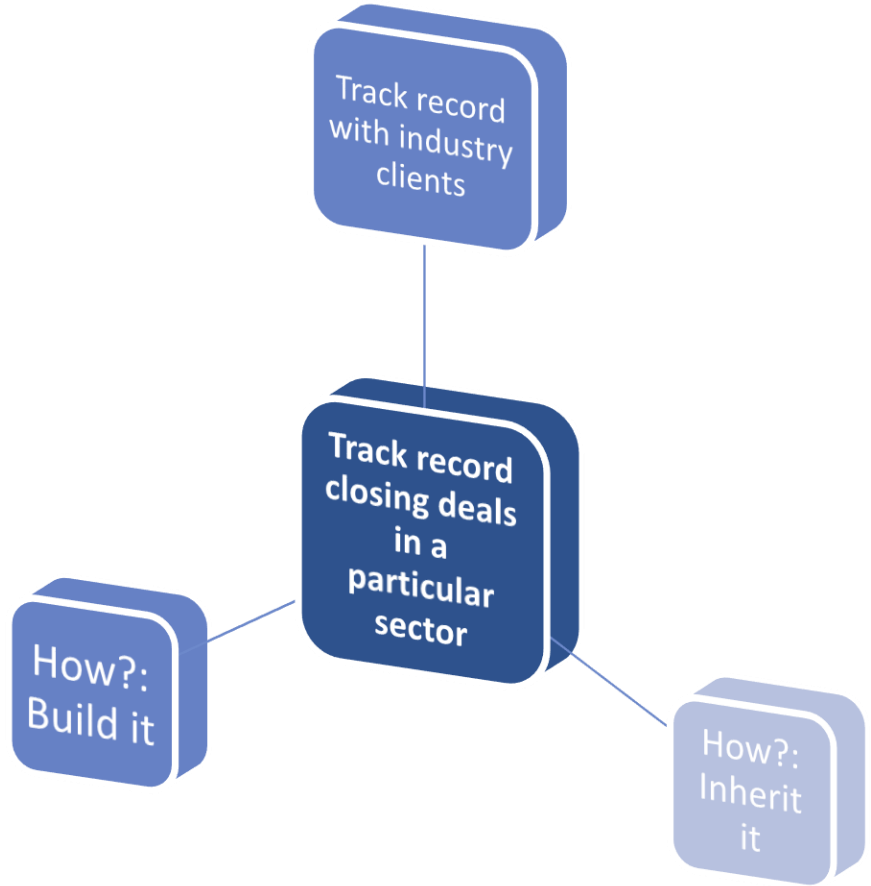 Track record
with industry
clients
Track record
closing deals
in a
particular
sector
How?:
Build it
How?:
Inherit
it